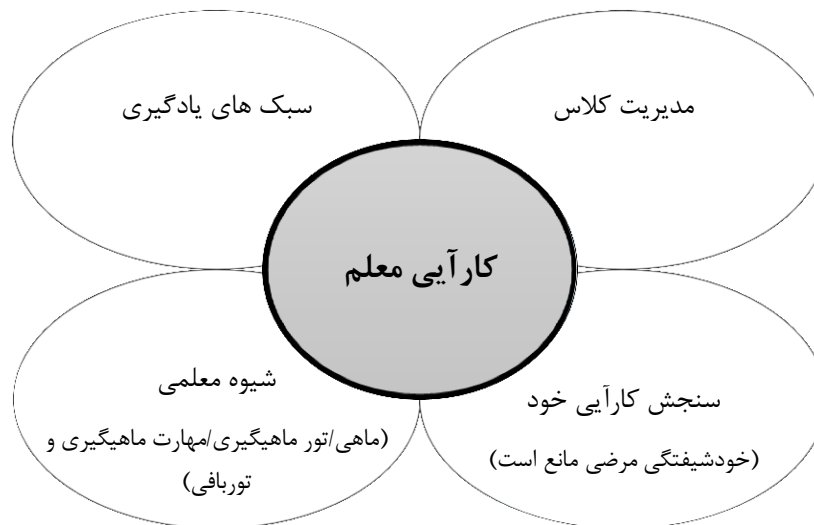 مدیریت کلاس
سبک های یادگیری
کارآیی معلم
سنجش کارآیی خود
(خودشیفتگی مرضی مانع است)
شیوه معلمی
(ماهی/تور ماهیگیری/مهارت ماهیگیری و
توربافی)